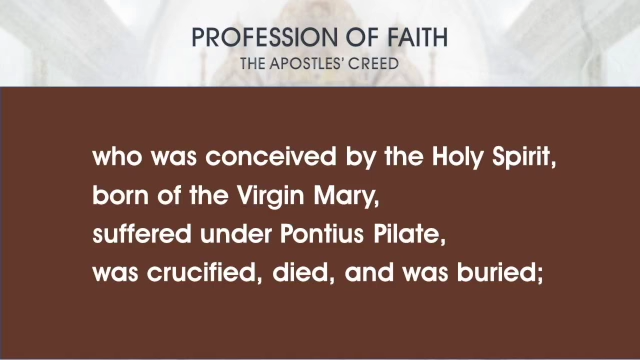 PROFESSION OF FAITH
THE APOSTLES' CREED
who was conceived by the Holy Spirit,
born of the Virgin Mary,
suffered under Pontius Pilate,
was crucified, died, and was buried;